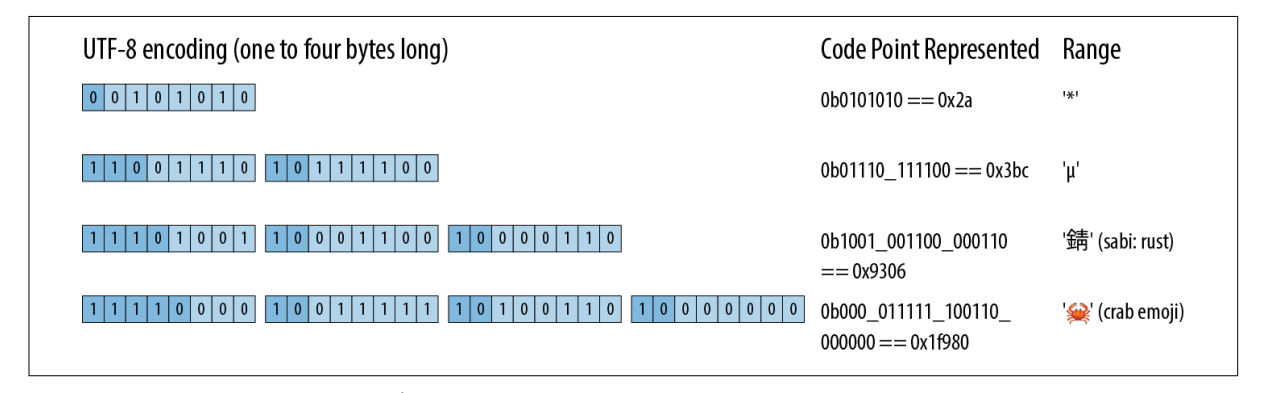 UTF-8 encoding (one to four bytes long) Code Point Represented Range
0 0 1 0 1 0 1 0 0b0101010 == 0x2a '*'
1 1 0 0 1 1 1 0 1 0 1 1 1 1 0 0 0b01110_111100 == 0x3bc 'μ'
1 1 1 0 1 0 0 1 1 0 0 0 1 1 0 0 1 0 0 0 0 1 1 0 0b1001_001100_000110 '錆' (sabi: rust)
== 0x9306
1 1 1 1 0 0 0 0 1 0 0 1 1 1 1 1 1 0 1 0 0 1 1 0 1 0 0 0 0 0 0 0 0b000_011111_100110_ '🦀' (crab emoji)
000000 == 0x1f980